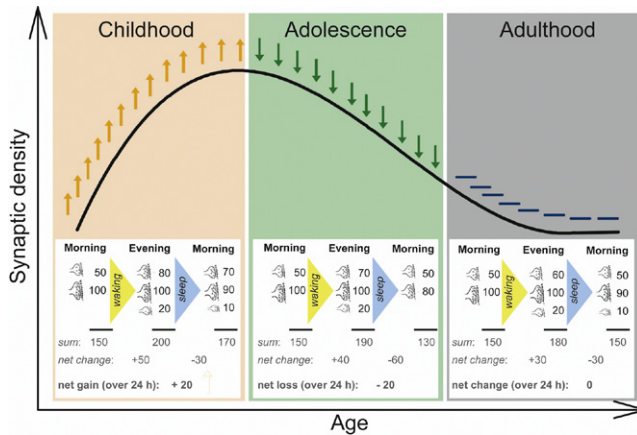 Childhood Adolescence Adulthood
Synaptic density
Morning Evening Morning
50 80 70
100 100 90
20 10
waking sleep
sum: 150 200 170
net change: +50 -30
net gain (over 24 h): + 20
Morning Evening Morning
50 70 50
100 100 80
20
waking sleep
sum: 150 190 130
net change: +40 -60
net loss (over 24 h): - 20
Morning Evening Morning
50 60 50
100 100 90
20 10
waking sleep
sum: 150 180 150
net change: +30 -30
net change (over 24 h): 0
Age